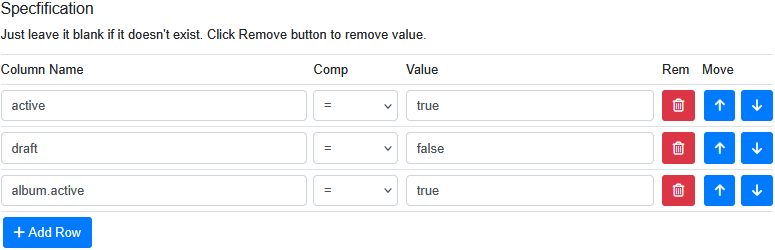 Specfification
Just leave it blank if it doesn't exist. Click Remove button to remove value.
Column Name Comp Value Rem Move
active = true
draft = false
album.active = true
+ Add Row